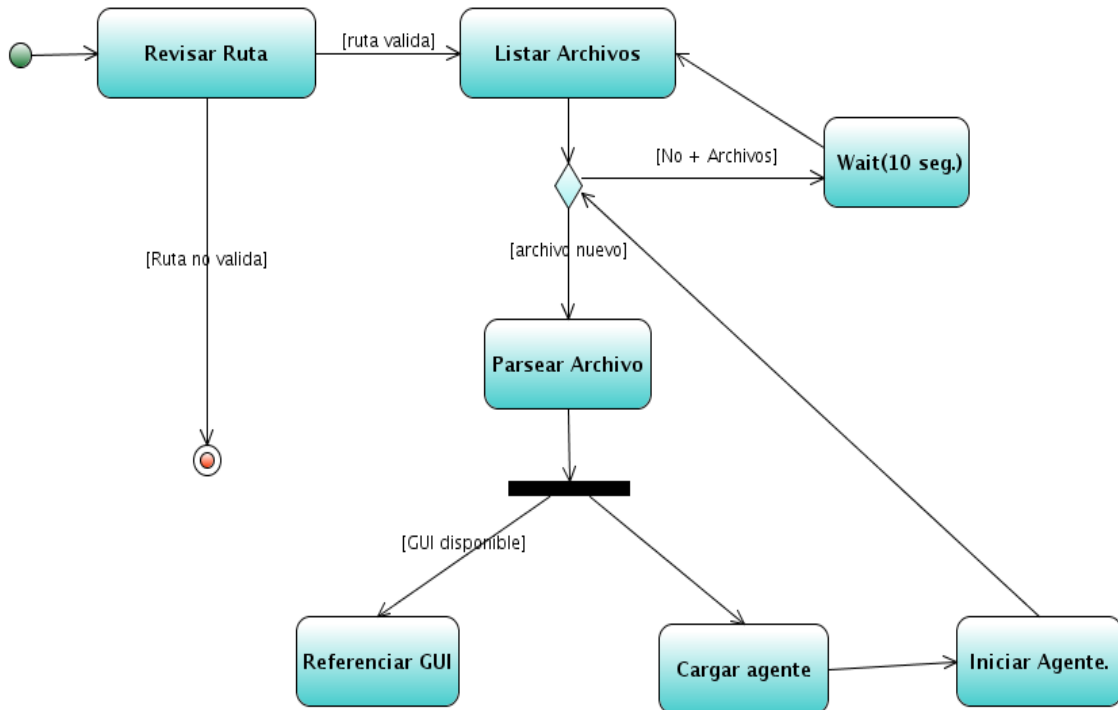 Revisar Ruta
[ruta valida]
Listar Archivos
[No + Archivos]
Wait(10 seg.)
[Ruta no valida]
[archivo nuevo]
Parsear Archivo
[GUI disponible]
Referenciar GUI
Cargar agente
Iniciar Agente.